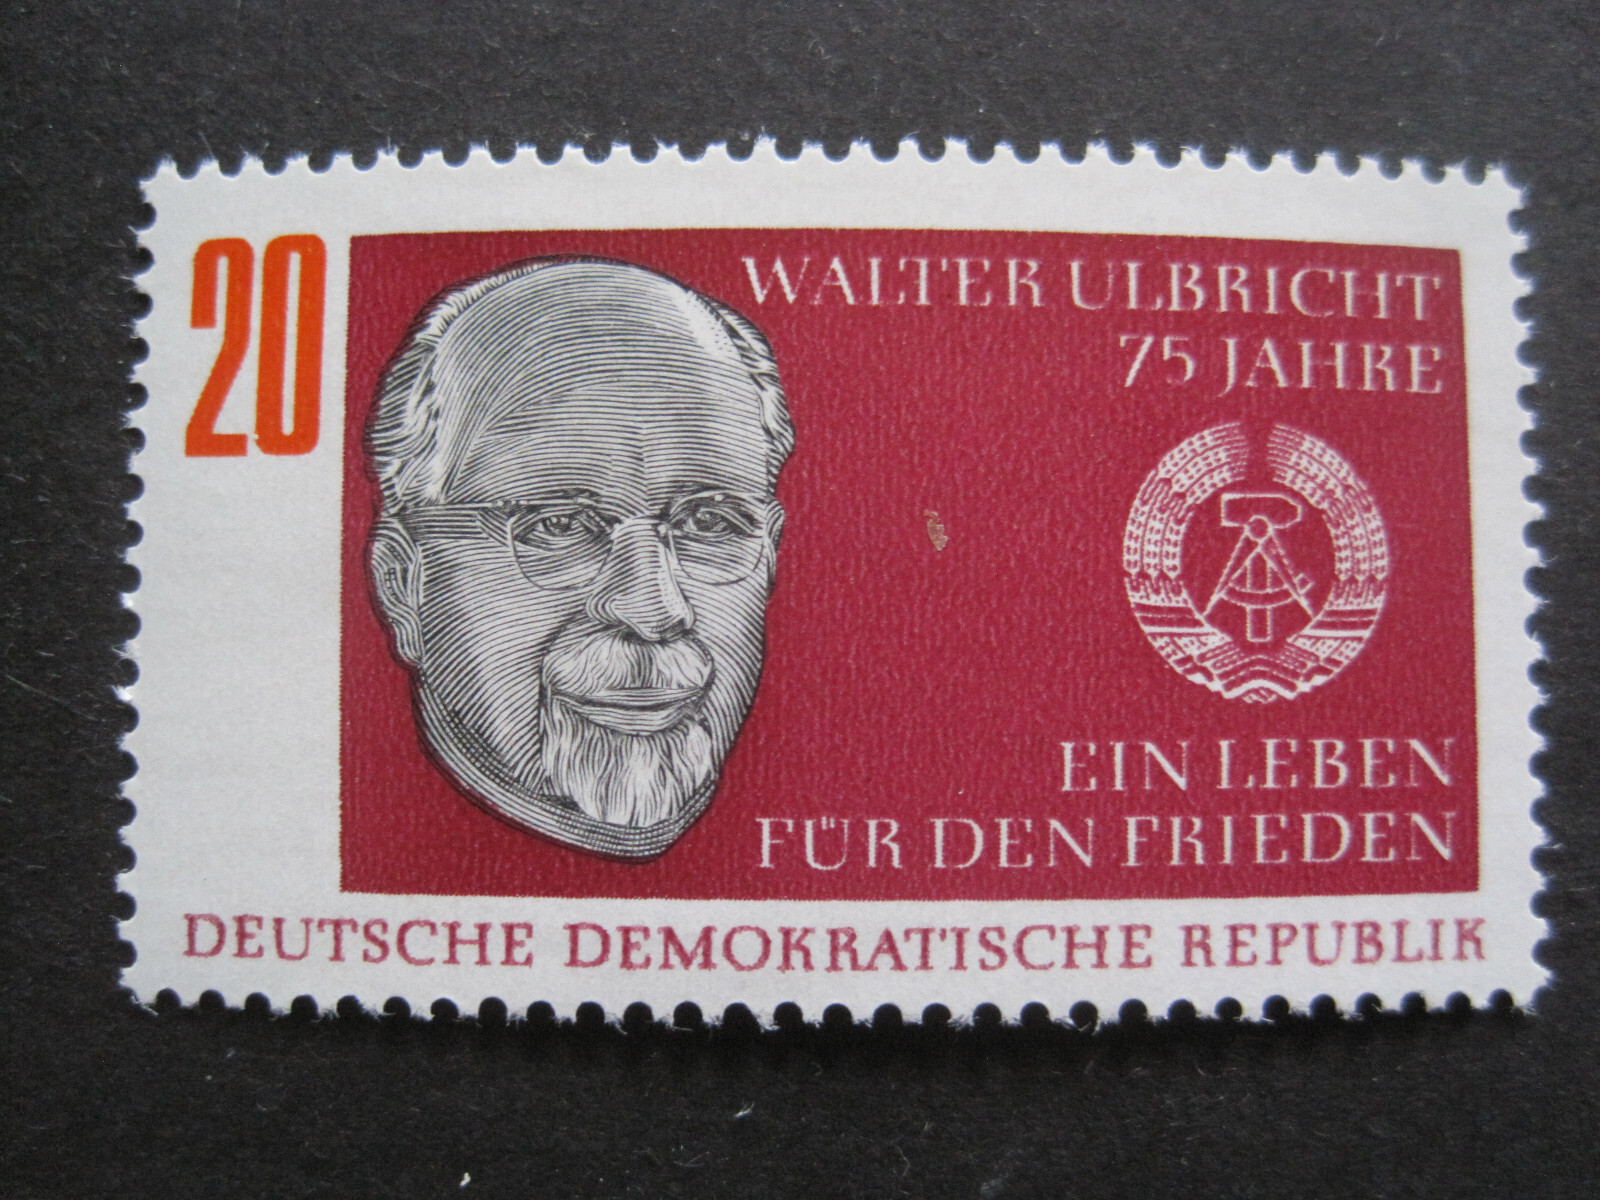 20
WALTER ULBRICHT
75 JAHRE
EIN LEBEN
FÜR DEN FRIEDEN
DEUTSCHE DEMOKRATISCHE REPUBLIK